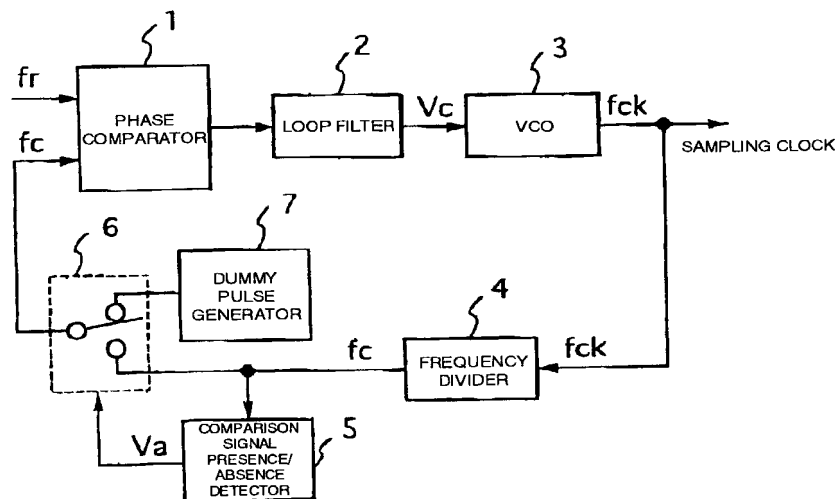 1
2
3
fr
PHASE
COMPARATOR
LOOP FILTER
Vc
VCO
fck
SAMPLING CLOCK
fc
6
7
DUMMY
PULSE
GENERATOR
4
fc
FREQUENCY
DIVIDER
fck
Va
COMPARISON
SIGNAL
PRESENCE/
ABSENCE
DETECTOR
5